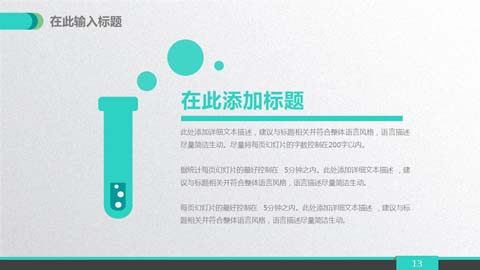 在此输入标题
在此添加标题
此处添加详细文本描述，建议与标题相关并符合整体语言风格，语言描述
尽量简洁生动。尽量将每页幻灯片的字数控制在200字以内。
据统计每页幻灯片的最好控制在 5分钟之内。此处添加详细文本描述 ，建
议与标题相关并符合整体语言风格，语言描述尽量简洁生动。
每页幻灯片的最好控制在 5分钟之内。此处添加详细文本描述 ，建议与标
题相关并符合整体语言风格，语言描述尽量简洁生动。
13